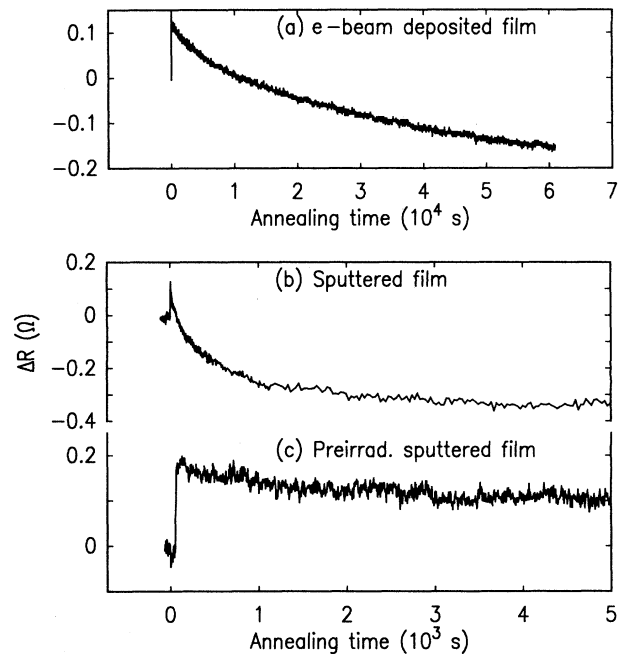 (a) e-beam deposited film
0.1
0
-0.1
-0.2
0 1 2 3 4 5 6 7
Annealing time (10⁴ s)
ΔR (Ω)
(b) Sputtered film
0.2
0
-0.2
-0.4
(c) Preirrad. sputtered film
0.2
0
0 1 2 3 4 5
Annealing time (10³ s)